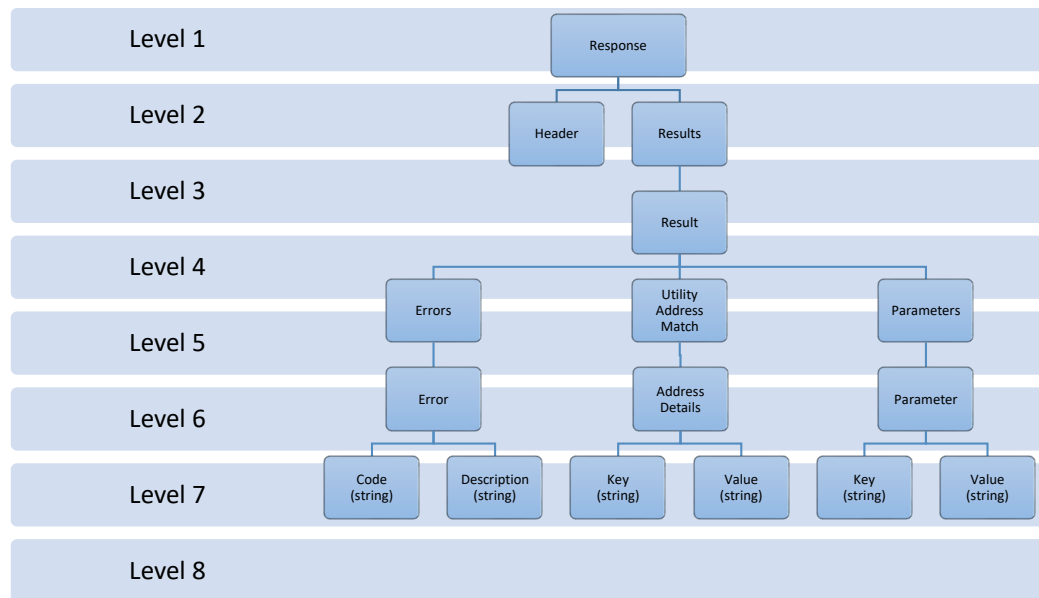 Level 1
Response
Level 2
Header
Results
Level 3
Result
Level 4
Errors
Utility
Address
Match
Parameters
Level 5
Error
Address
Details
Parameter
Level 6
Code
(string)
Description
(string)
Key
(string)
Value
(string)
Key
(string)
Value
(string)
Level 7
Level 8